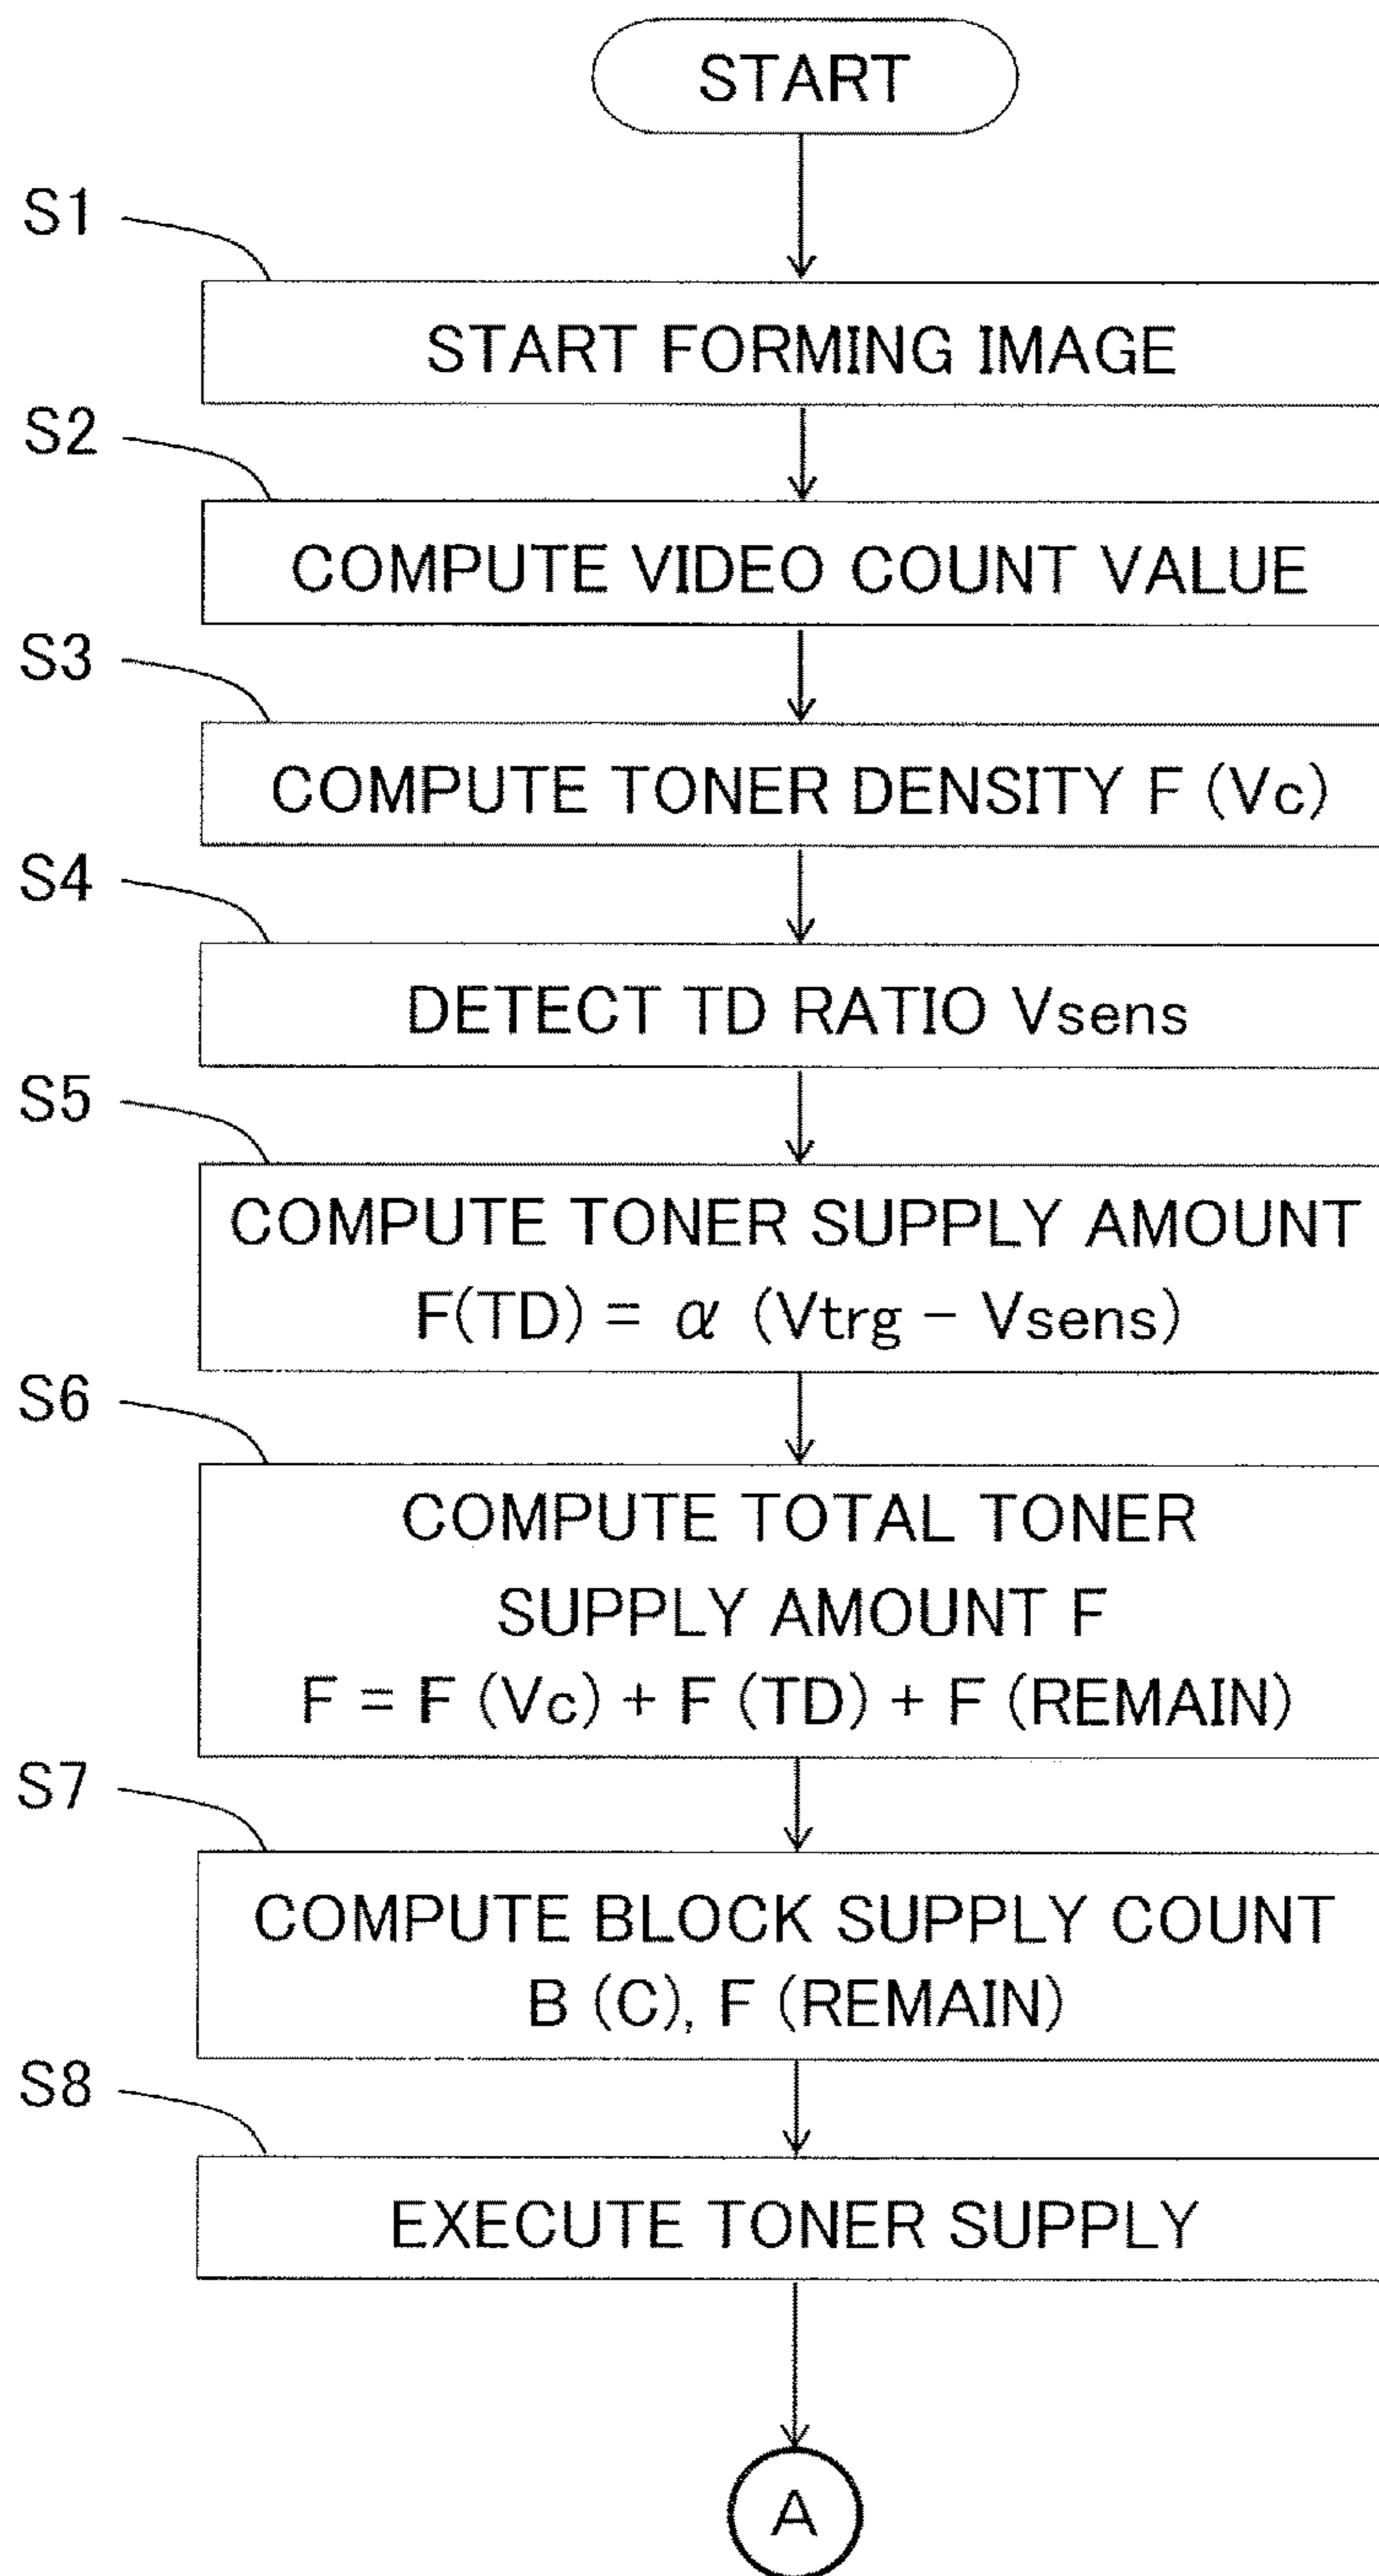 START
S1
START FORMING IMAGE
S2
COMPUTE VIDEO COUNT VALUE
S3
COMPUTE TONER DENSITY F (Vc)
S4
DETECT TD RATIO Vsens
S5
COMPUTE TONER SUPPLY AMOUNT
F(TD) = α (Vtrg − Vsens)
S6
COMPUTE TOTAL TONER
SUPPLY AMOUNT F
F = F (Vc) + F (TD) + F (REMAIN)
S7
COMPUTE BLOCK SUPPLY COUNT
B (C), F (REMAIN)
S8
EXECUTE TONER SUPPLY
A